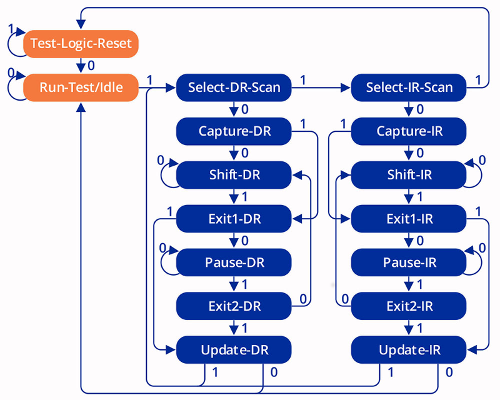 1
Test-Logic-Reset
0
0
Run-Test/Idle
1
Select-DR-Scan
1
Select-IR-Scan
1
0
0
Capture-DR
1
1
Capture-IR
0
0
0
Shift-DR
Shift-IR
0
1
1
1
Exit1-DR
Exit1-IR
1
0
0
0
Pause-DR
Pause-IR
0
1
1
Exit2-DR
0
0
Exit2-IR
1
1
Update-DR
Update-IR
1
0
1
0